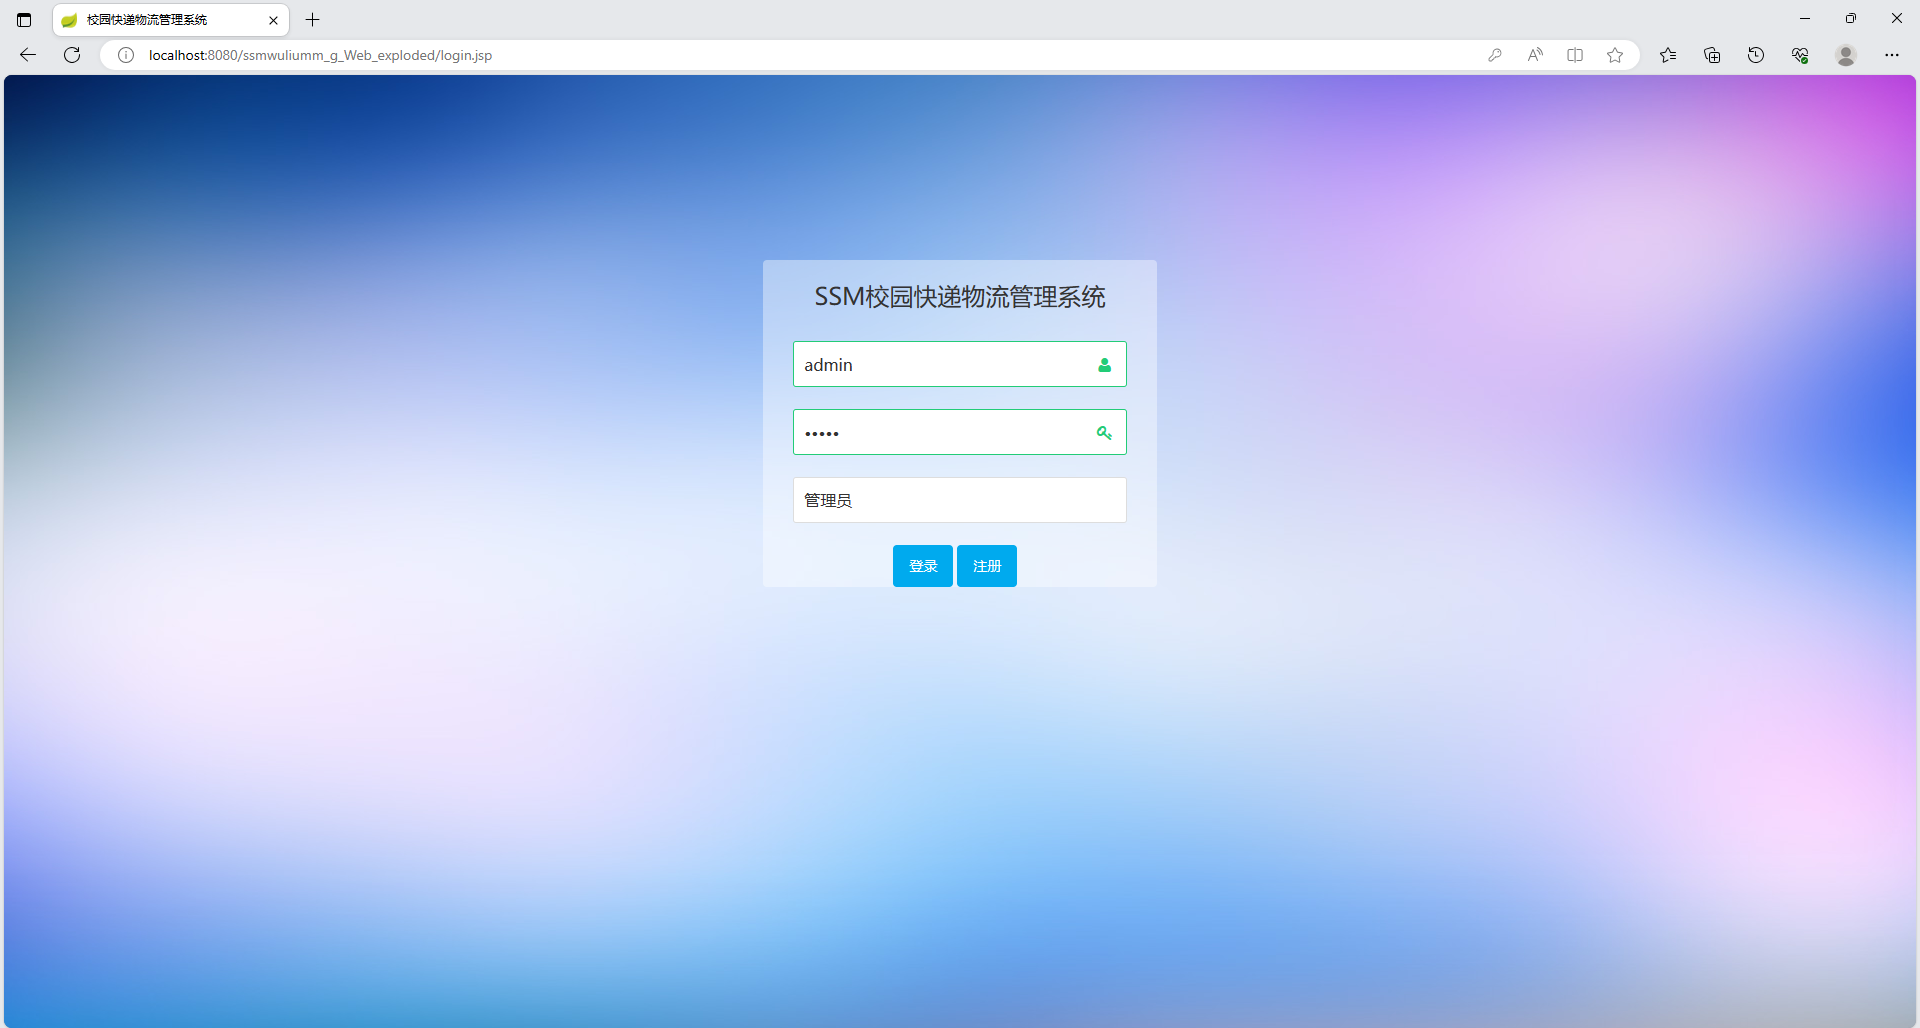 校园快递物流管理系统
localhost:8080/ssmwuliumm_g_Web_exploded/login.jsp
SSM校园快递物流管理系统
admin
•••••
管理员
登录 注册